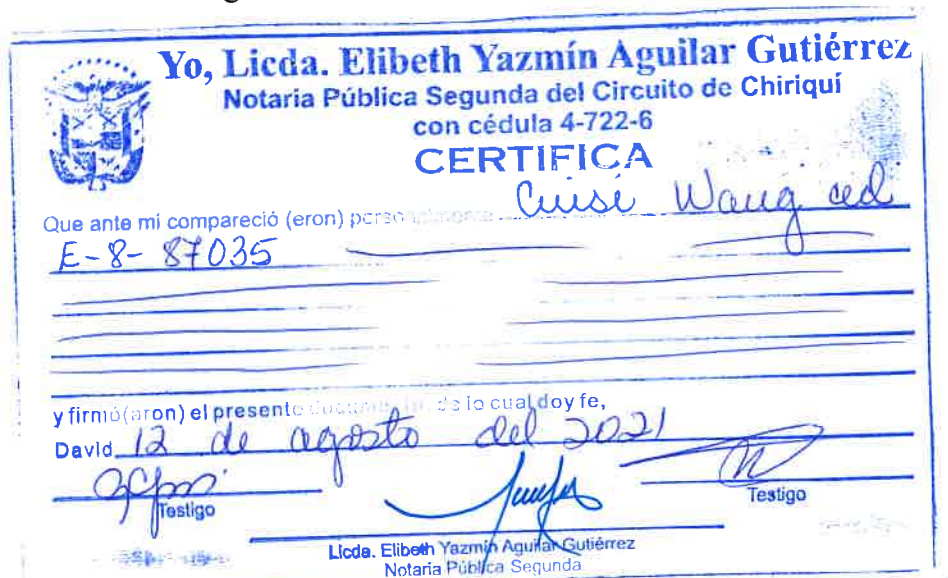 Yo, Licda. Elibeth Yazmín Aguilar Gutiérrez
Notaria Pública Segunda del Circuito de Chiriquí
con cédula 4-722-6
CERTIFICA
Que ante mi compareció (eron) personalmente Wang ced
E-8-87035
y firmó(aron) el presente documento, de lo cual doy fe,
David 12 de agosto del 2021
Testigo
Testigo
Licda. Elibeth Yazmín Aguilar Gutiérrez
Notaria Pública Segunda